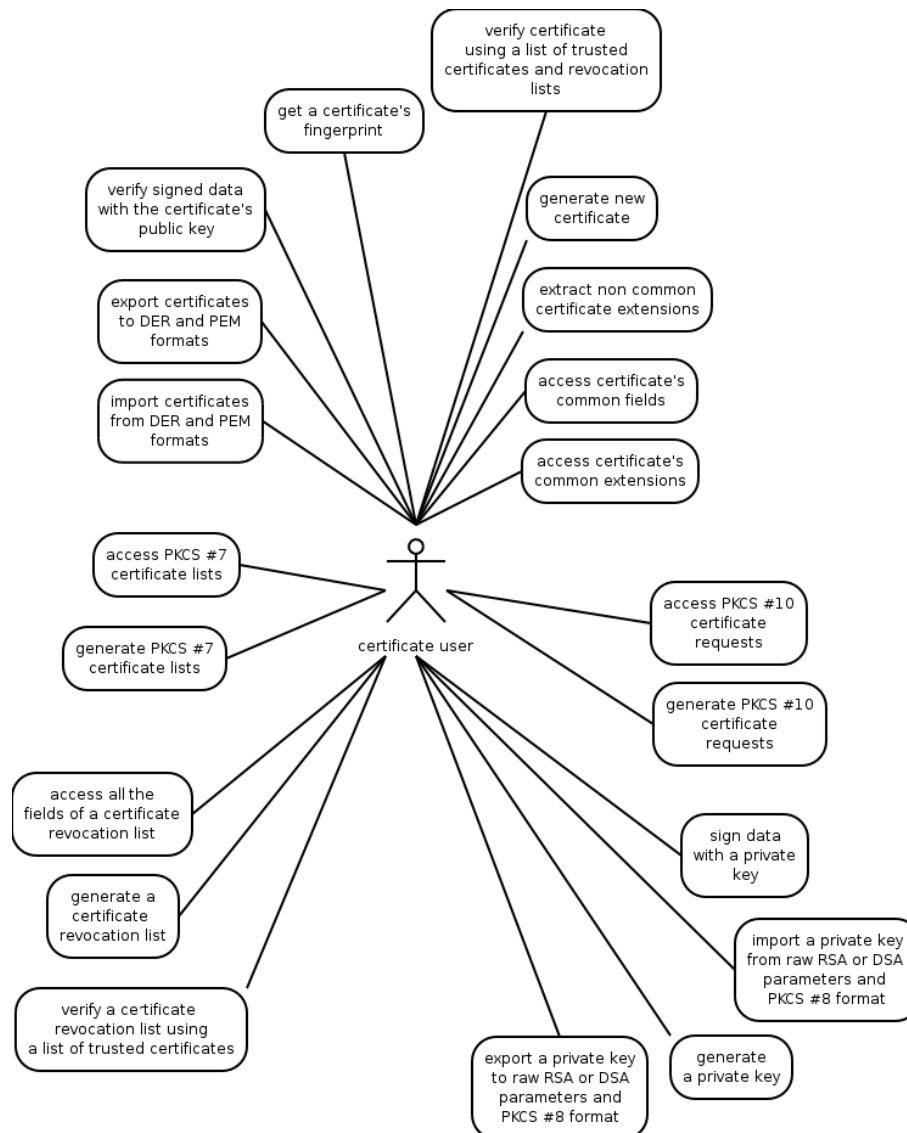 verify certificate
using a list of trusted
certificates and revocation
lists
get a certificate's
fingerprint
verify signed data
with the certificate's
public key
generate new
certificate
export certificates
to DER and PEM
formats
extract non common
certificate extensions
import certificates
from DER and PEM
formats
access certificate's
common fields
access certificate's
common extensions
access PKCS #7
certificate lists
generate PKCS #7
certificate lists
certificate user
access PKCS #10
certificate
requests
generate PKCS #10
certificate
requests
access all the
fields of a certificate
revocation list
sign data
with a private
key
generate a
certificate
revocation list
import a private key
from raw RSA or DSA
parameters and
PKCS #8 format
verify a certificate
revocation list using
a list of trusted certificates
export a private key
to raw RSA or DSA
parameters and
PKCS #8 format
generate
a private key